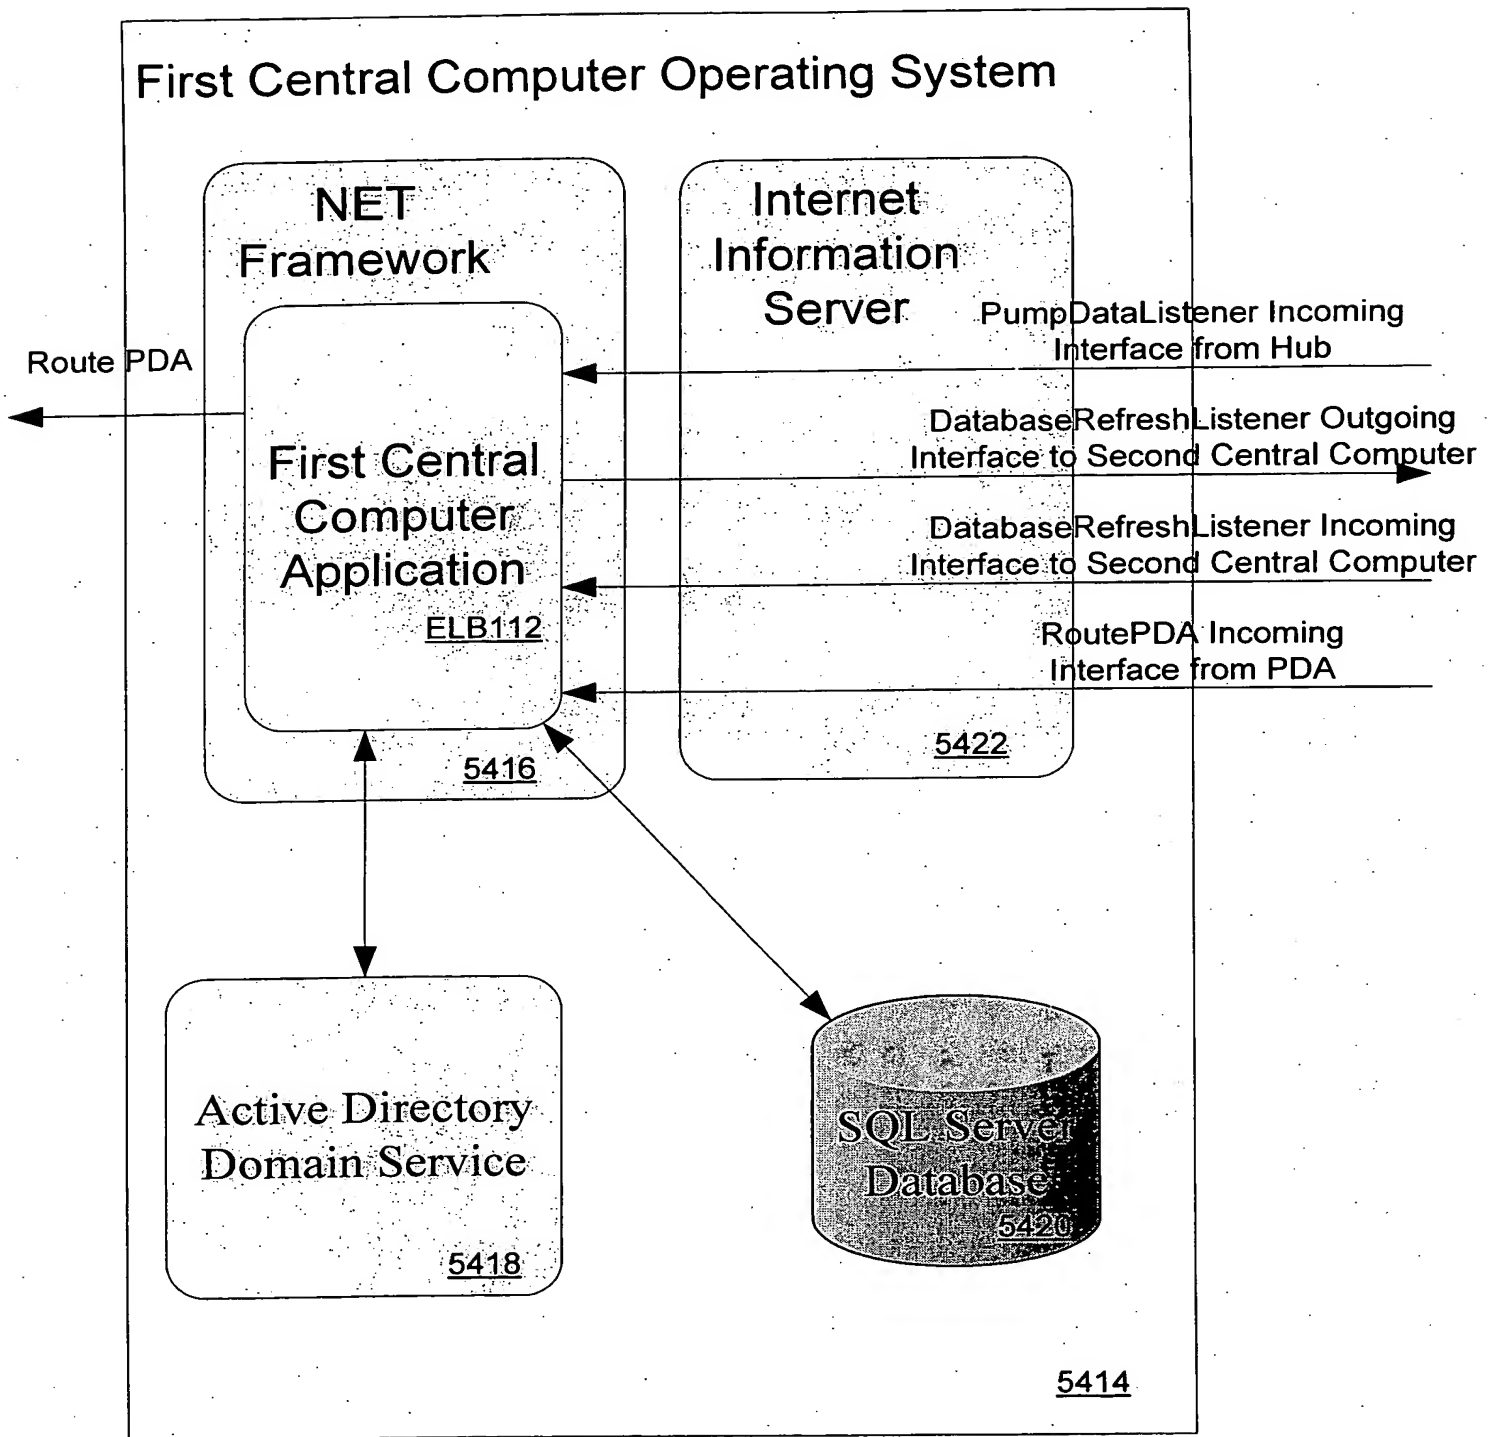 First Central Computer Operating System
NET
Framework
Internet
Information
Server
PumpDataListener Incoming
Interface from Hub
Route PDA
DatabaseRefreshListener Outgoing
Interface to Second Central Computer
First Central
Computer
Application
ELB112
DatabaseRefreshListener Incoming
Interface to Second Central Computer
RoutePDA Incoming
Interface from PDA
5422
5416
Active Directory
Domain Service
5418
SQL Server
Database
5420
5414